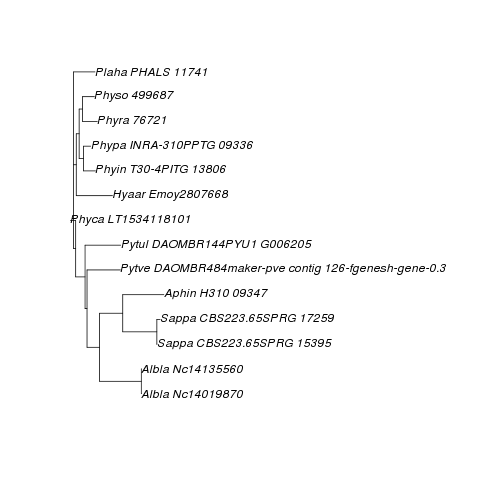 Plaha PHALS 11741
Physo 499687
Phyra 76721
Phypa INRA-310PPTG 09336
Phyin T30-4PITG 13806
Hyaar Emoy2807668
Phyca LT1534118101
Pytul DAOMBR144PYU1 G006205
Pytve DAOMBR484maker-pve contig 126-fgenesh-gene-0.3
Aphin H310 09347
Sappa CBS223.65SPRG 17259
Sappa CBS223.65SPRG 15395
Albla Nc14135560
Albla Nc14019870